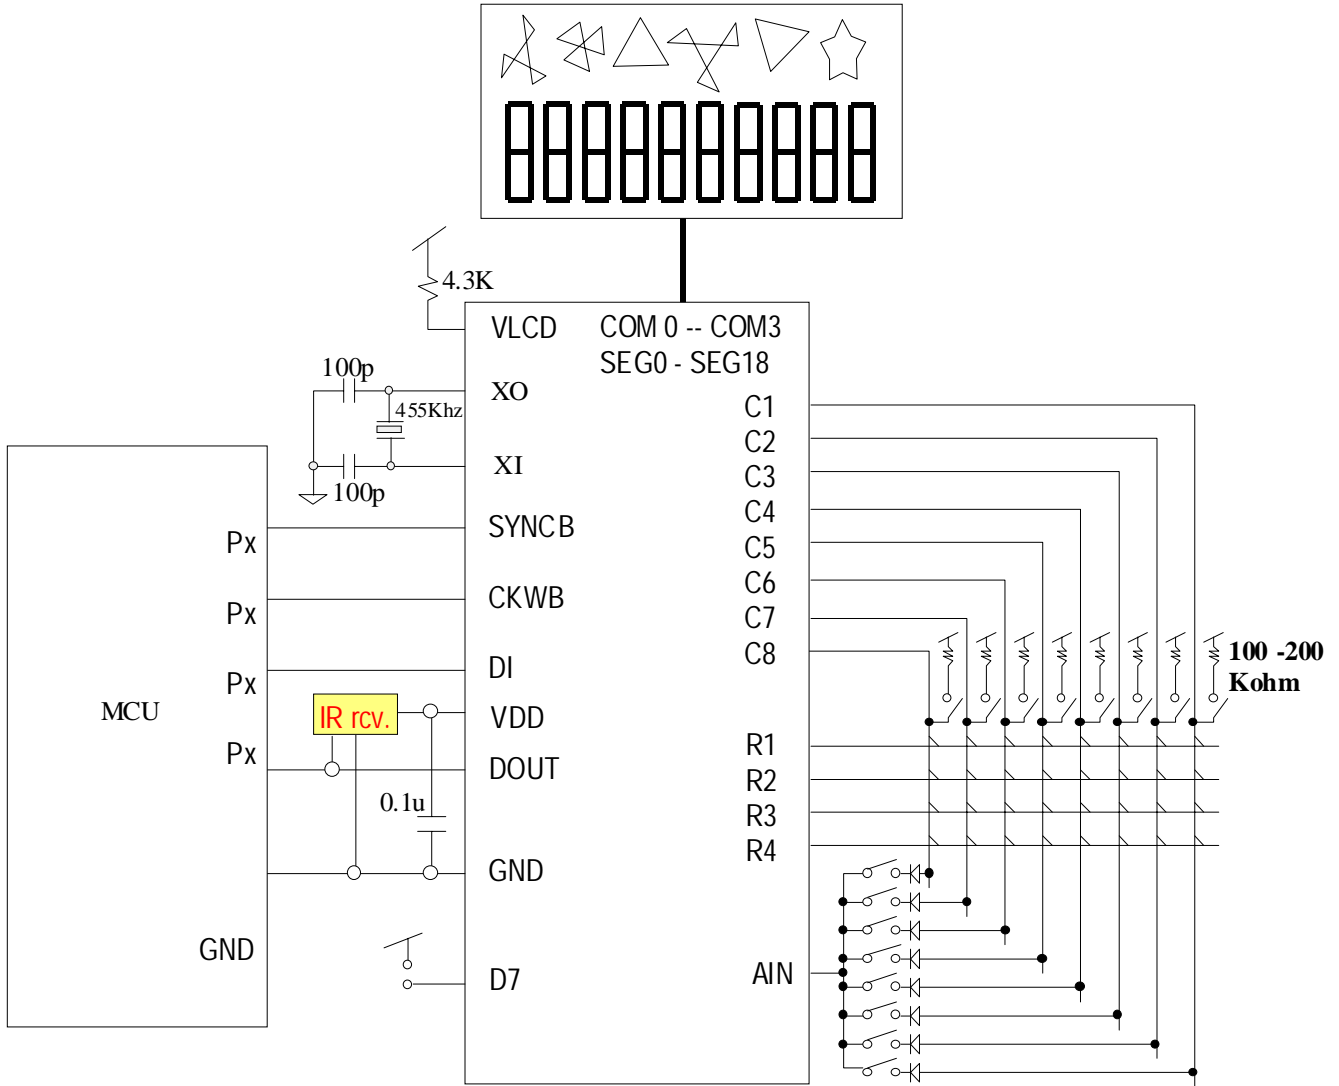 4.3K
VLCD
COM 0 -- COM3
SEG0 - SEG18
100p
XO
455Khz
XI
100p
C1
C2
C3
C4
C5
C6
C7
C8
SYNCB
Px
CKWB
Px
DI
Px
100 -200
Kohm
MCU
IR rcv.
VDD
Px
DOUT
R1
R2
R3
R4
0.1u
GND
GND
D7
AIN